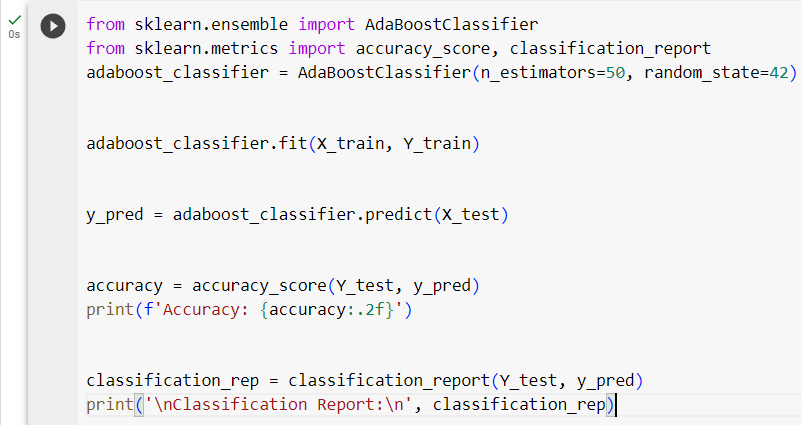 from sklearn.ensemble import AdaBoostClassifier
from sklearn.metrics import accuracy_score, classification_report
adaboost_classifier = AdaBoostClassifier(n_estimators=50, random_state=42)
adaboost_classifier.fit(X_train, Y_train)
y_pred = adaboost_classifier.predict(X_test)
accuracy = accuracy_score(Y_test, y_pred)
print(f'Accuracy: {accuracy:.2f}')
classification_rep = classification_report(Y_test, y_pred)
print('\nClassification Report:\n', classification_rep)
0s